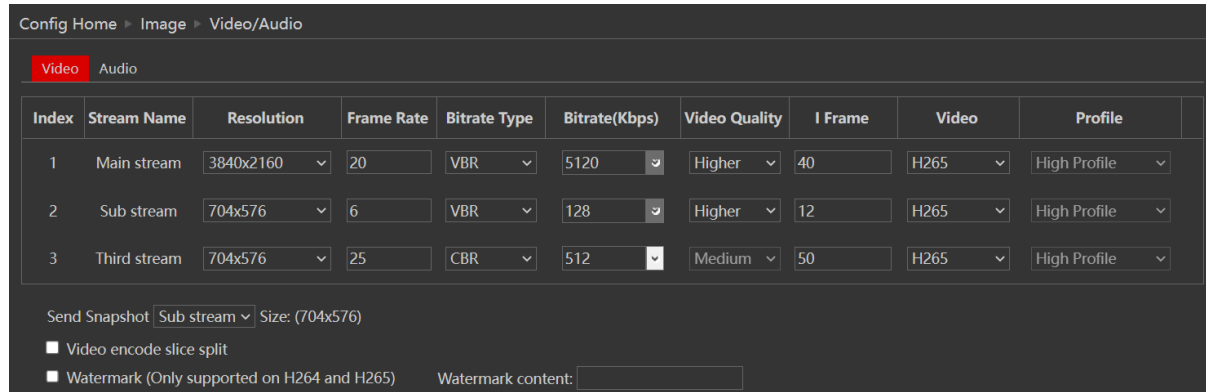 Config Home ▶ Image ▶ Video/Audio
Video Audio
Index Stream Name Resolution Frame Rate Bitrate Type Bitrate(Kbps) Video Quality I Frame Video Profile
1 Main stream 3840x2160 20 VBR 5120 Higher 40 H265 High Profile
2 Sub stream 704x576 6 VBR 128 Higher 12 H265 High Profile
3 Third stream 704x576 25 CBR 512 Medium 50 H265 High Profile
Send Snapshot Sub stream Size: (704x576)
Video encode slice split
Watermark (Only supported on H264 and H265) Watermark content: